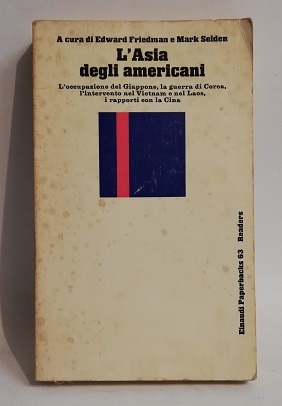 A cura di Edward Friedman e Mark Selden
L'Asia
degli americani
L'occupazione del Giappone, la guerra di Corea,
l'intervento nel Vietnam e nel Laos,
i rapporti con la Cina
Einaudi Paperbacks 63 Readers